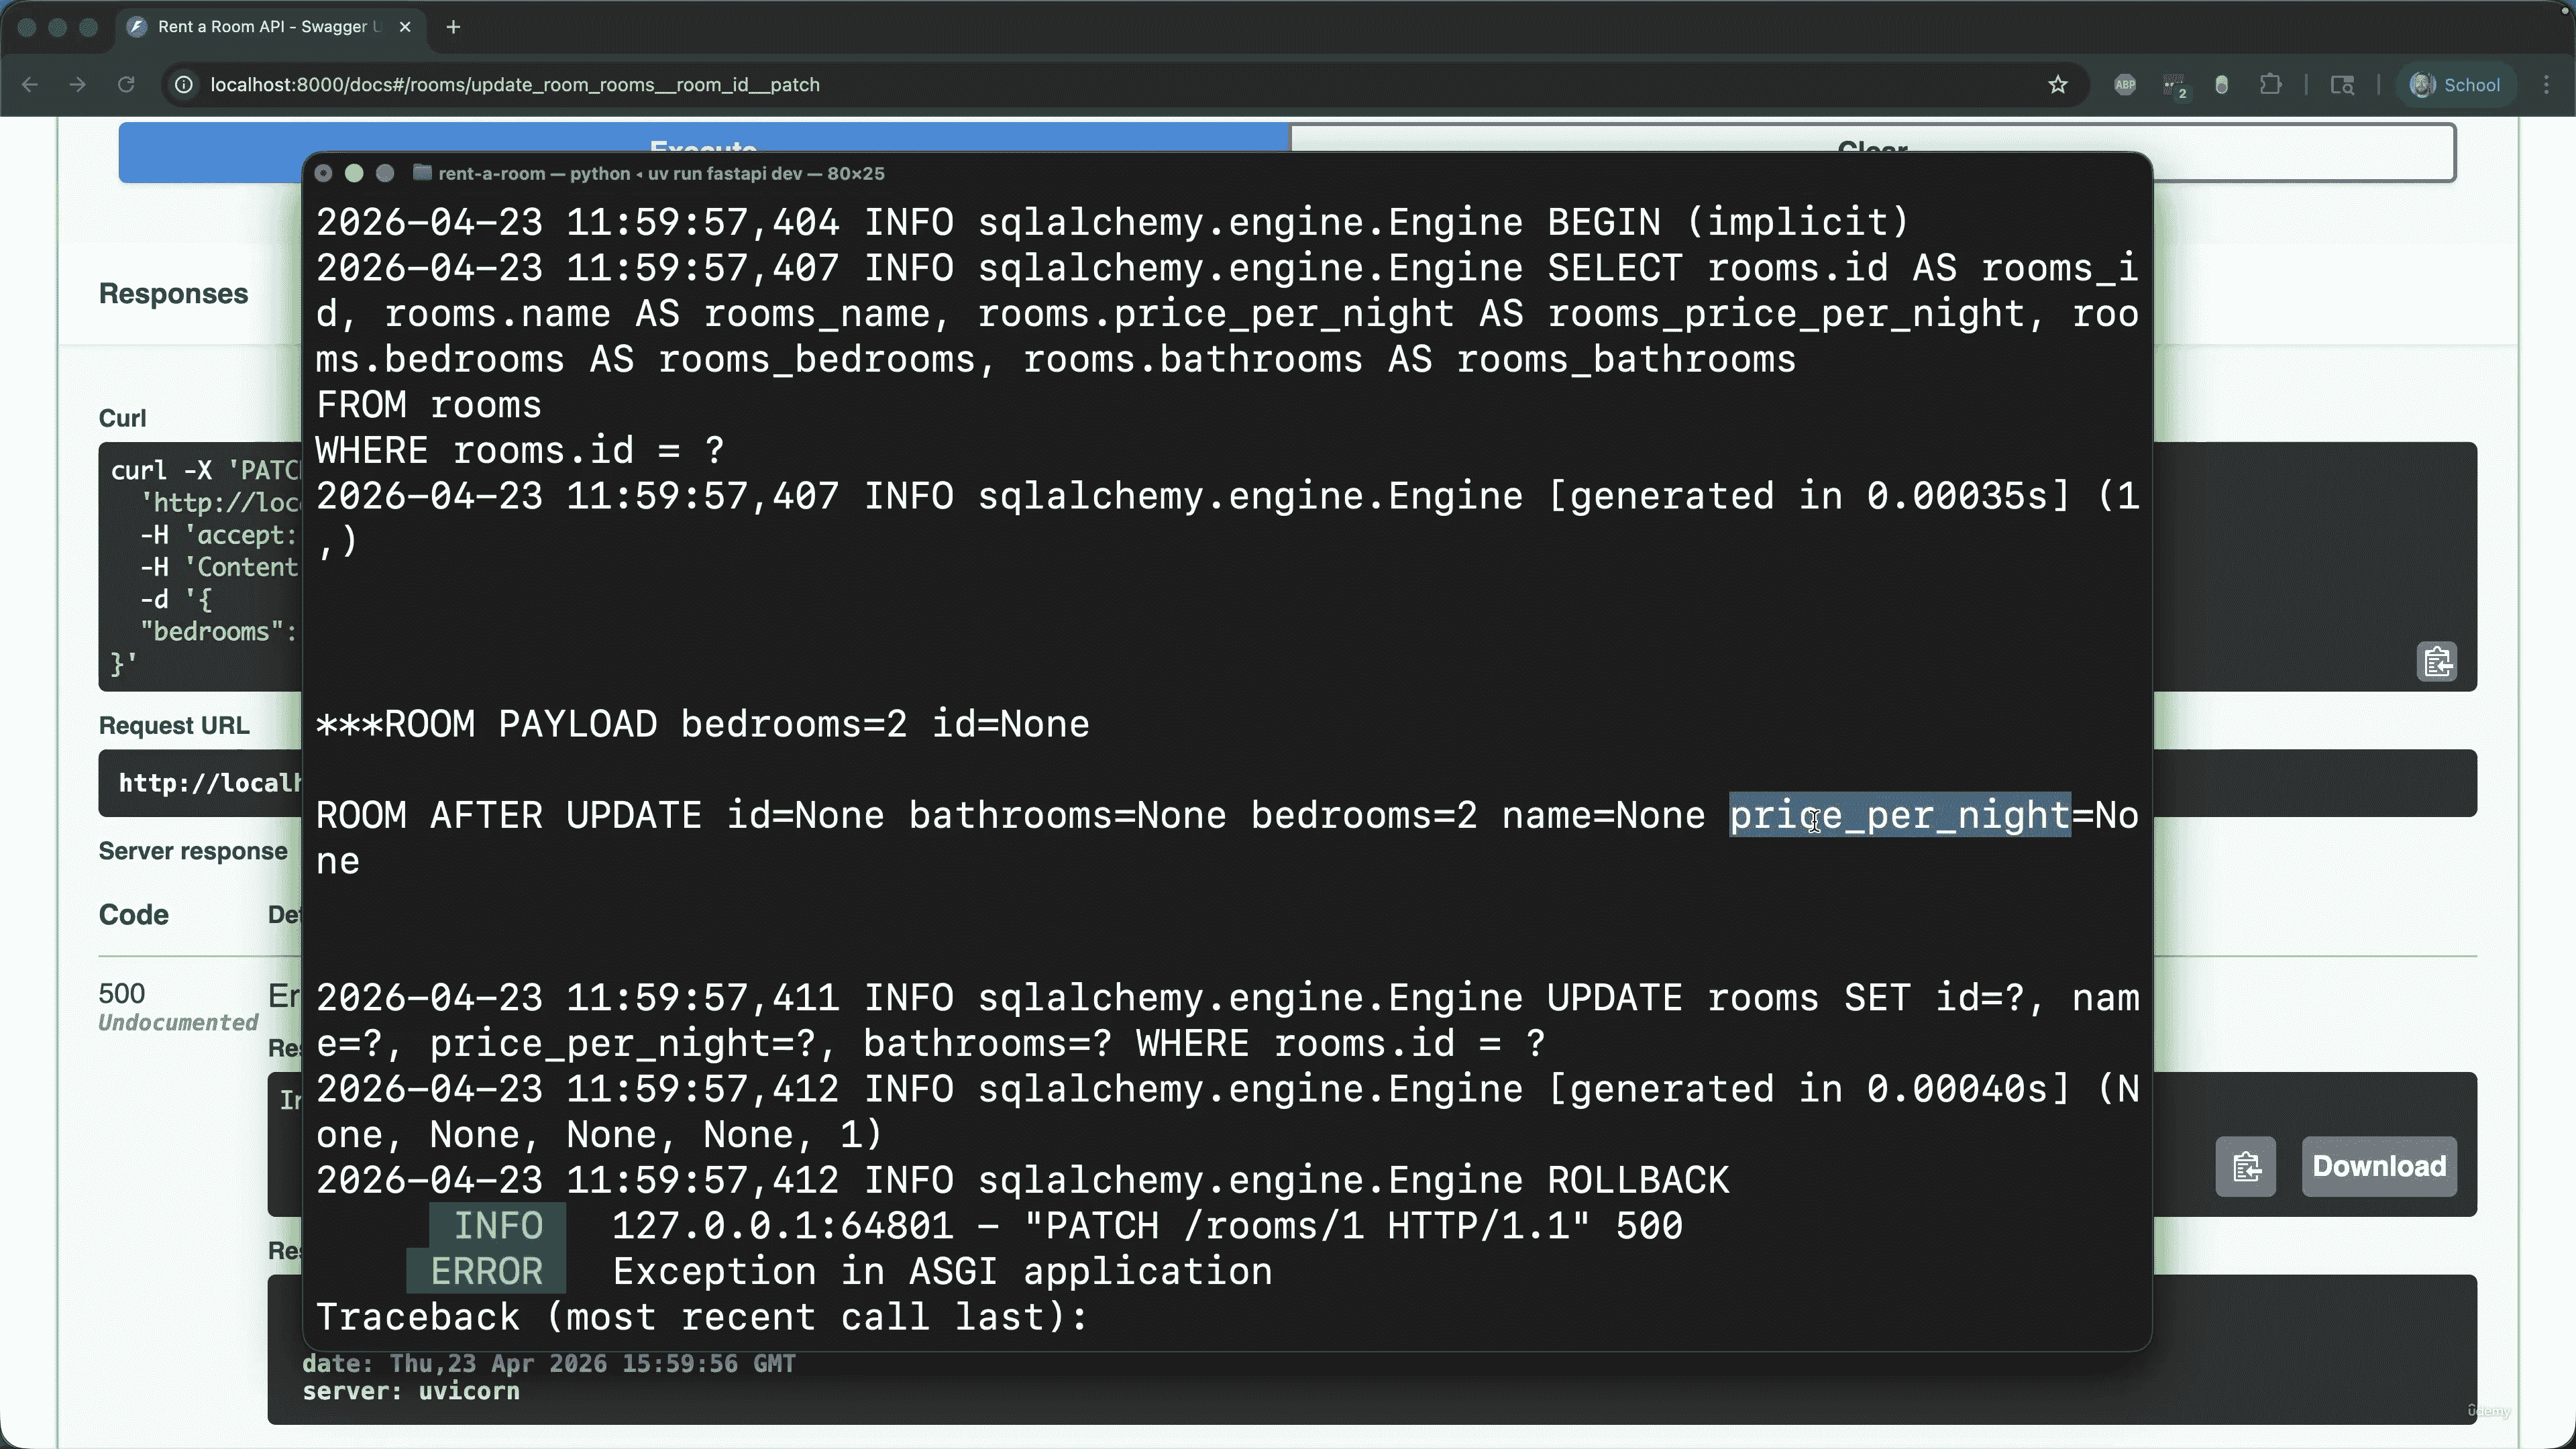 Rent a Room API - Swagger U
localhost:8000/docs#/rooms/update_room_rooms__room_id__patch
ABP
2
School
Execute
Clear
rent-a-room — python ◂ uv run fastapi dev — 80×25
2026-04-23 11:59:57,404 INFO sqlalchemy.engine.Engine BEGIN (implicit)
2026-04-23 11:59:57,407 INFO sqlalchemy.engine.Engine SELECT rooms.id AS rooms_i
d, rooms.name AS rooms_name, rooms.price_per_night AS rooms_price_per_night, roo
ms.bedrooms AS rooms_bedrooms, rooms.bathrooms AS rooms_bathrooms
FROM rooms
WHERE rooms.id = ?
2026-04-23 11:59:57,407 INFO sqlalchemy.engine.Engine [generated in 0.00035s] (1
,)
***ROOM PAYLOAD bedrooms=2 id=None
ROOM AFTER UPDATE id=None bathrooms=None bedrooms=2 name=None price_per_night=No
ne
2026-04-23 11:59:57,411 INFO sqlalchemy.engine.Engine UPDATE rooms SET id=?, nam
e=?, price_per_night=?, bathrooms=? WHERE rooms.id = ?
2026-04-23 11:59:57,412 INFO sqlalchemy.engine.Engine [generated in 0.00040s] (N
one, None, None, None, 1)
2026-04-23 11:59:57,412 INFO sqlalchemy.engine.Engine ROLLBACK
INFO 127.0.0.1:64801 - "PATCH /rooms/1 HTTP/1.1" 500
ERROR Exception in ASGI application
Traceback (most recent call last):
Responses
Curl
curl -X 'PATC
'http://loc
-H 'accept:
-H 'Content
-d '{
"bedrooms":
}'
Request URL
http://localh
Server response
Code
Det
500
Er
Undocumented
Res
In
Download
Res
date: Thu,23 Apr 2026 15:59:56 GMT
server: uvicorn
ûdemy